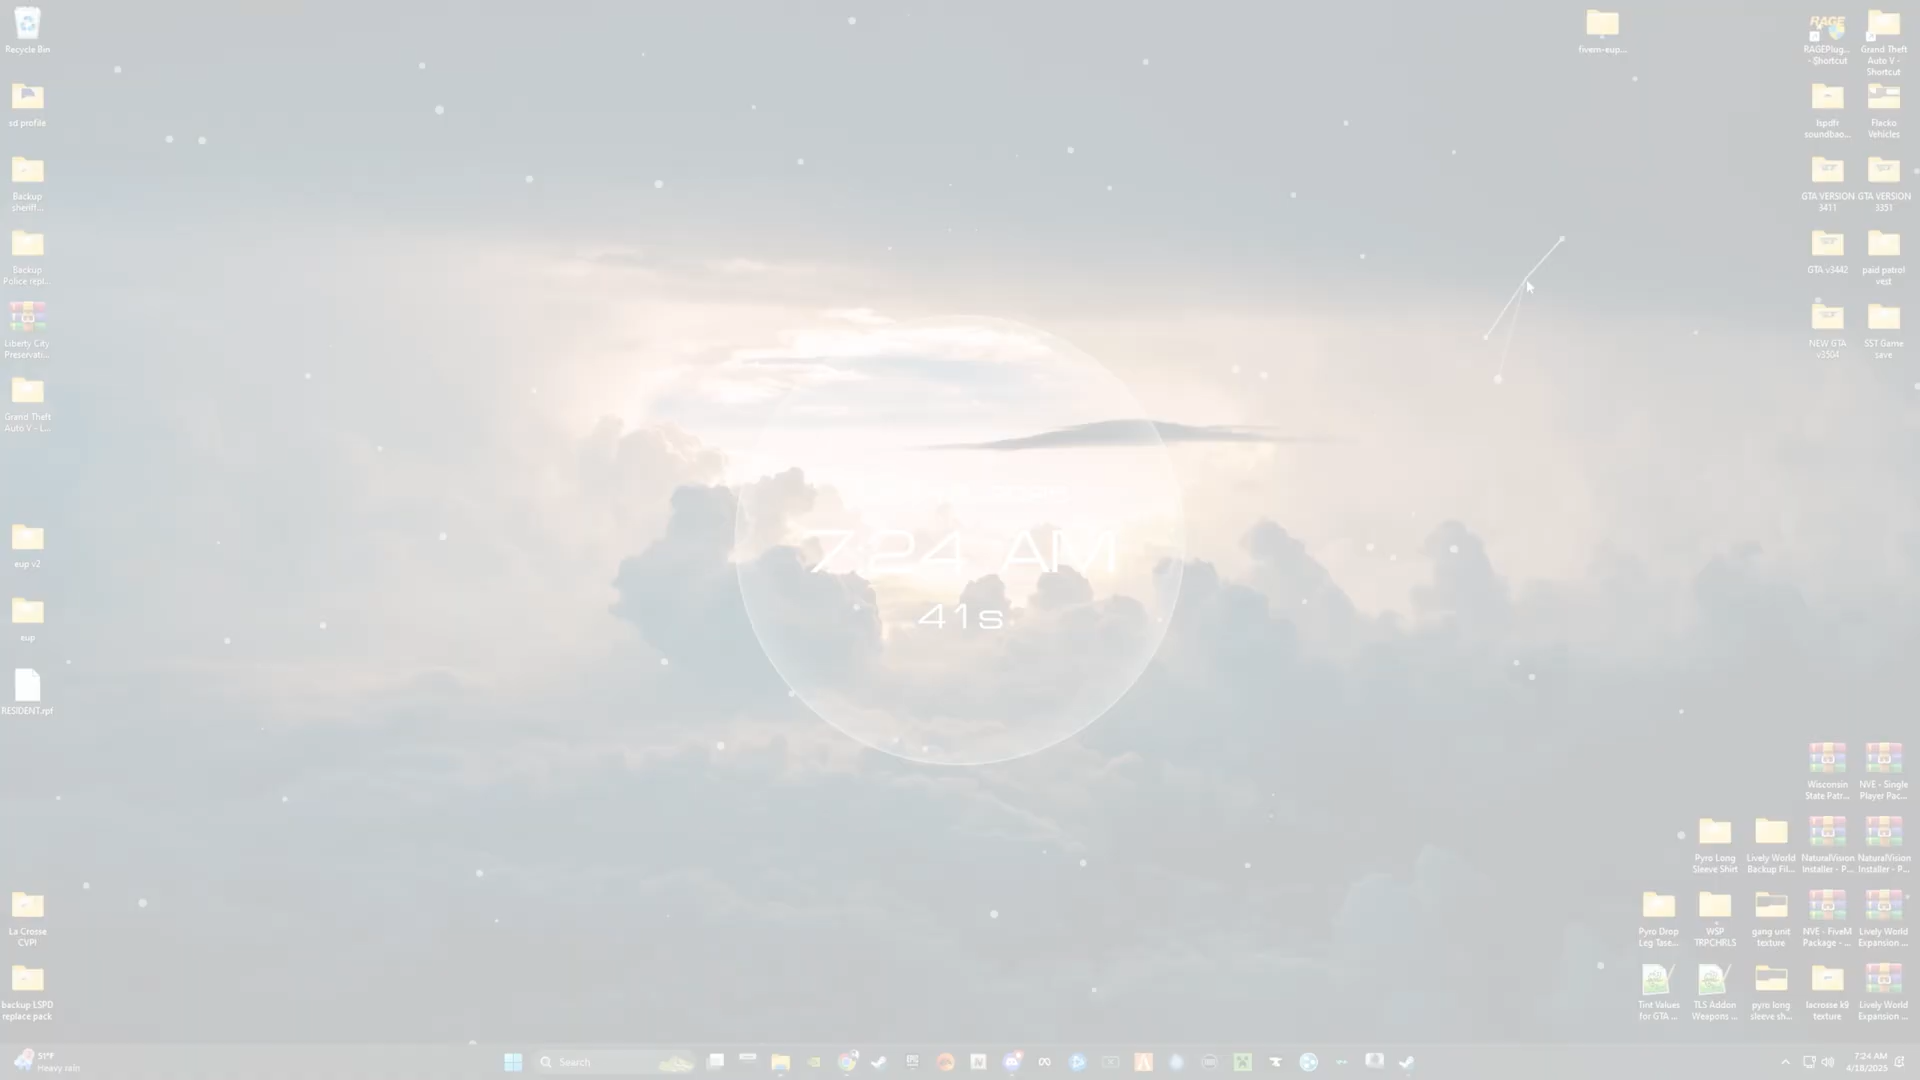 Recycle Bin
sd profile
Backup
sheriff...
Backup
Police repl...
Liberty City
Preservati...
Grand Theft
Auto V - L...
eup v2
eup
RESIDENT.rpf
La Crosse
CVPI
backup LSPD
replace pack
fivem-eup...
RAGE
RAGEPlug...
- Shortcut
Grand Theft
Auto V -
Shortcut
lspdfr
soundbao...
Flacko
Vehicles
GTA VERSION
3411
GTA VERSION
3351
GTA v3442
paid patrol
vest
NEW GTA
v3504
SST Game
save
7:24 AM
41s
Wisconsin
State Patr...
NVE - Single
Player Pac...
Pyro Long
Sleeve Shirt
Lively World
Backup Fil...
NaturalVision
Installer - P...
NaturalVision
Installer - P...
Pyro Drop
Leg Tase...
WSP
TRPCHRLS
gang unit
texture
NVE - FiveM
Package - ...
Lively World
Expansion ...
Tint Values
for GTA ...
TLS Addon
Weapons ...
pyro long
sleeve sh...
lacrosse k9
texture
Lively World
Expansion ...
51°F
Heavy rain
Search
7:24 AM
4/18/2025